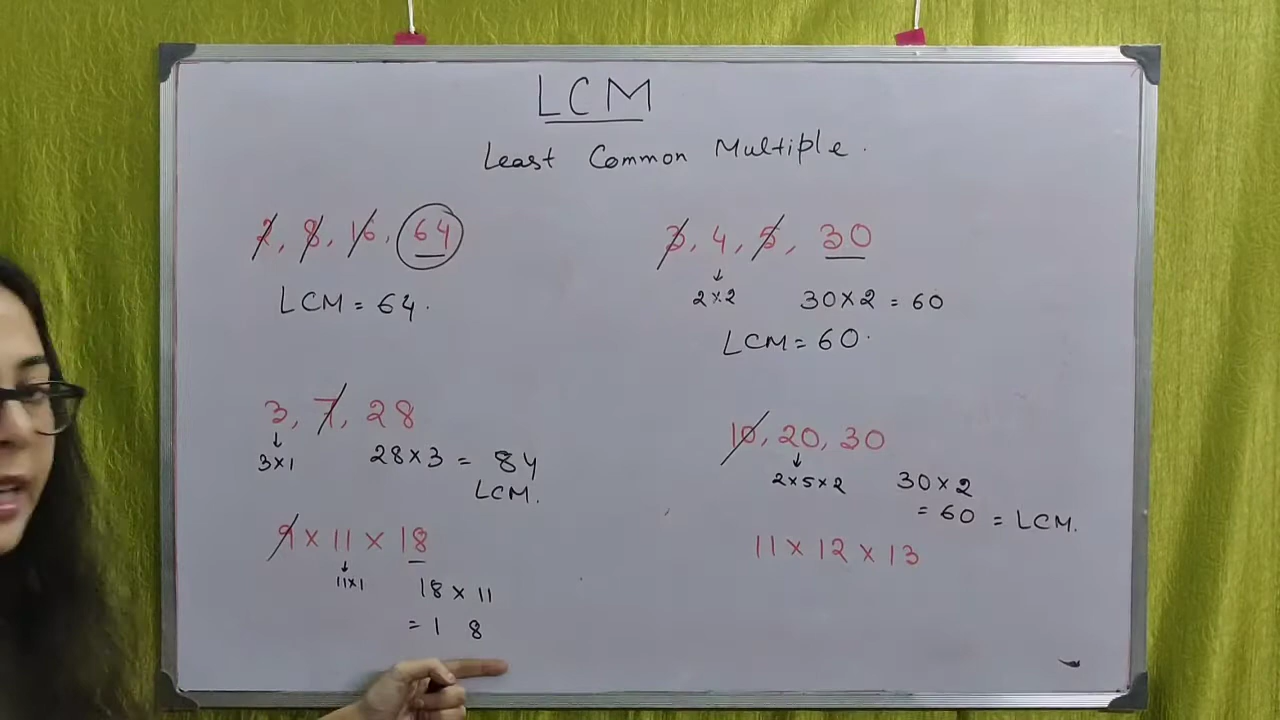 LCM
Least Common Multiple.
2, 8, 16, 64
LCM = 64.
3, 4, 5, 30
↓
2×2 30×2 = 60
LCM = 60.
3, 7, 28
↓
3×1 28×3 = 84
LCM.
10, 20, 30
↓
2×5×2 30×2
= 60 = LCM.
9 × 11 × 18
↓
11×1 18 × 11
= 1 8
11 × 12 × 13